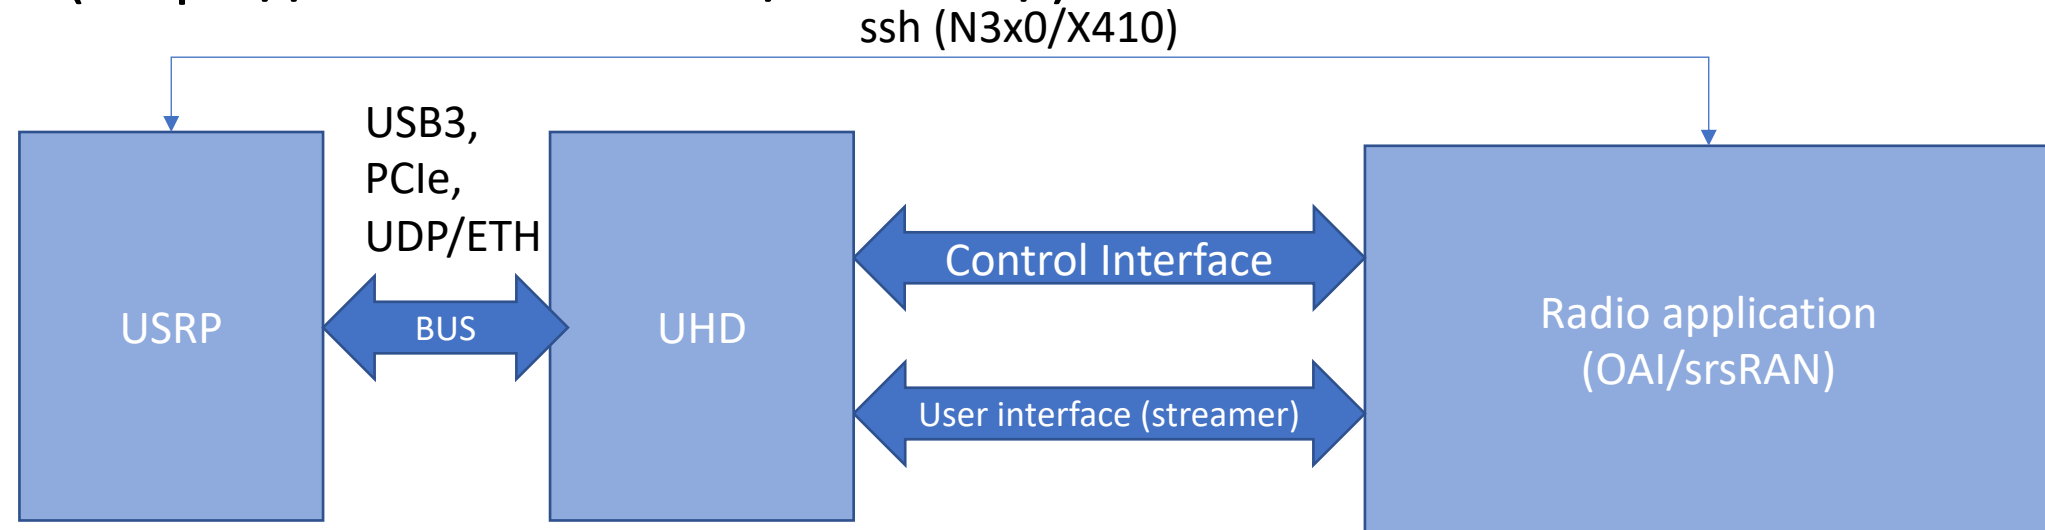 ssh (N3x0/X410)
USB3,
PCIe,
UDP/ETH
USRP
BUS
UHD
Control Interface
User interface (streamer)
Radio application
(OAI/srsRAN)